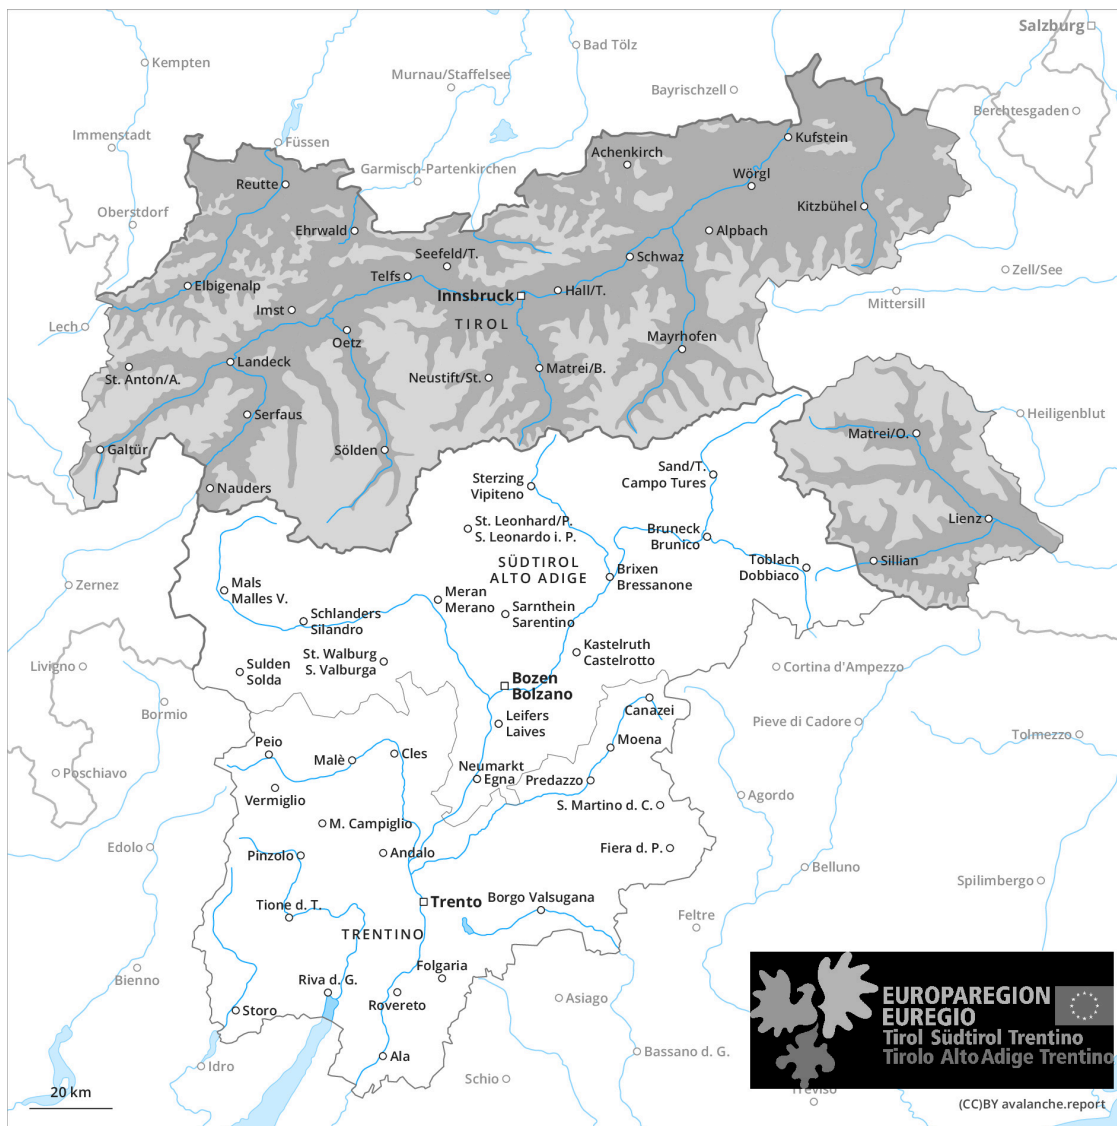 Salzburg
Bad Tölz
Kempten
Murnau/Staffelsee
Bayrischzell
Berchtesgaden
Immenstadt
Füssen
Kufstein
Achenkirch
Garmisch-Partenkirchen
Wörgl
Reutte
Kitzbühel
Oberstdorf
Ehrwald
Alpbach
Seefeld/T.
Schwaz
Zell/See
Telfs
Elbigenalp
Innsbruck
Hall/T.
Mittersill
Imst
TIROL
Lech
Oetz
Mayrhofen
Landeck
Matrei/B.
St. Anton/A.
Neustift/St.
Serfaus
Heiligenblut
Matrei/O.
Galtür
Sölden
Sand/T.
Campo Tures
Sterzing
Vipiteno
Nauders
Lienz
St. Leonhard/P.
S. Leonardo i. P.
Bruneck
Brunico
SÜDTIROL
ALTO ADIGE
Toblach
Dobbiaco
Sillian
Brixen
Bressanone
Zernez
Mals
Malles V.
Meran
Merano
Schlanders
Silandro
Sarnthein
Sarentino
Kastelruth
Castelrotto
St. Walburg
S. Valburga
Livigno
Sulden
Solda
Cortina d'Ampezzo
Bozen
Bolzano
Canazei
Bormio
Leifers
Laives
Pieve di Cadore
Tolmezzo
Peio
Moena
Cles
Malè
Neumarkt
Egna
Poschiavo
Predazzo
Vermiglio
Agordo
S. Martino d. C.
M. Campiglio
Edolo
Fiera d. P.
Pinzolo
Andalo
Belluno
Spilimbergo
Borgo Valsugana
Trento
Tione d. T.
Feltre
TRENTINO
Folgaria
Bienno
Riva d. G.
Asiago
Rovereto
Storo
EUROPAREGION
EUREGIO
Tirol Südtirol Trentino
Tirolo Alto Adige Trentino
Ala
Bassano d. G.
Idro
Schio
Treviso
20 km
(CC)BY avalanche.report